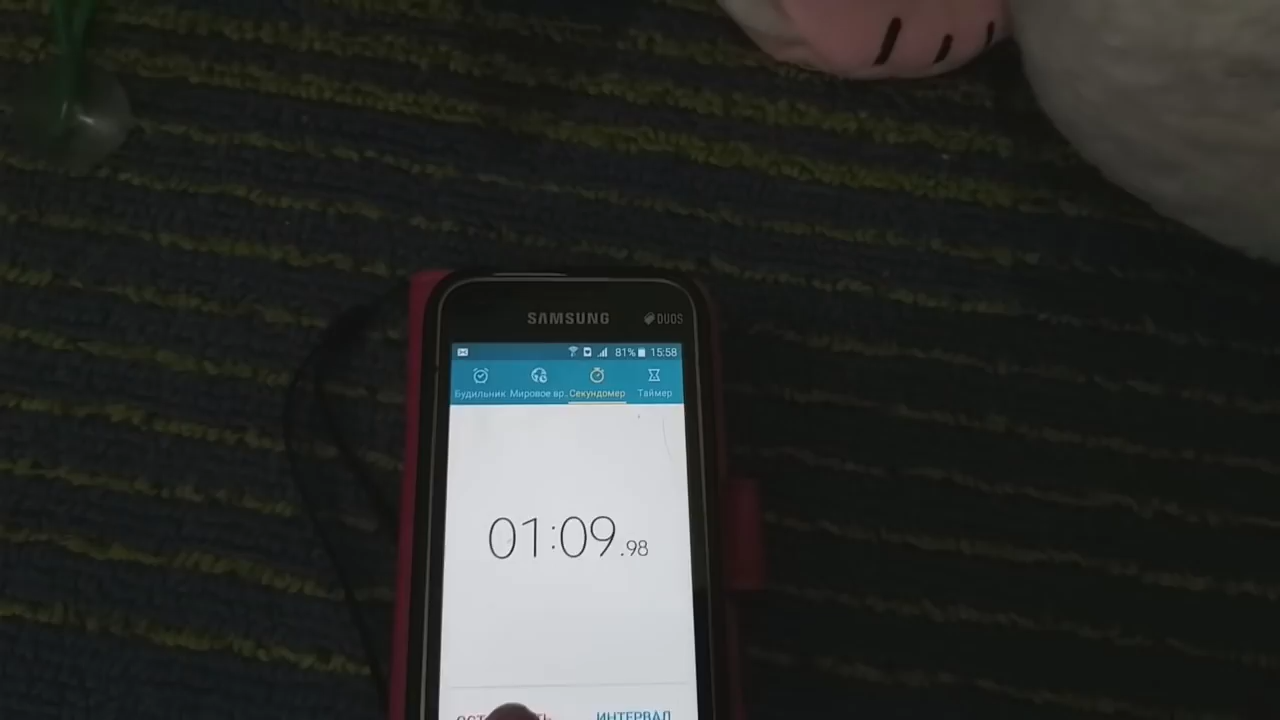 SAMSUNG DUOS
81% 15:58
Будильник Мировое вр. Секундомер Таймер
01:09.98
ИНТЕРВАЛ